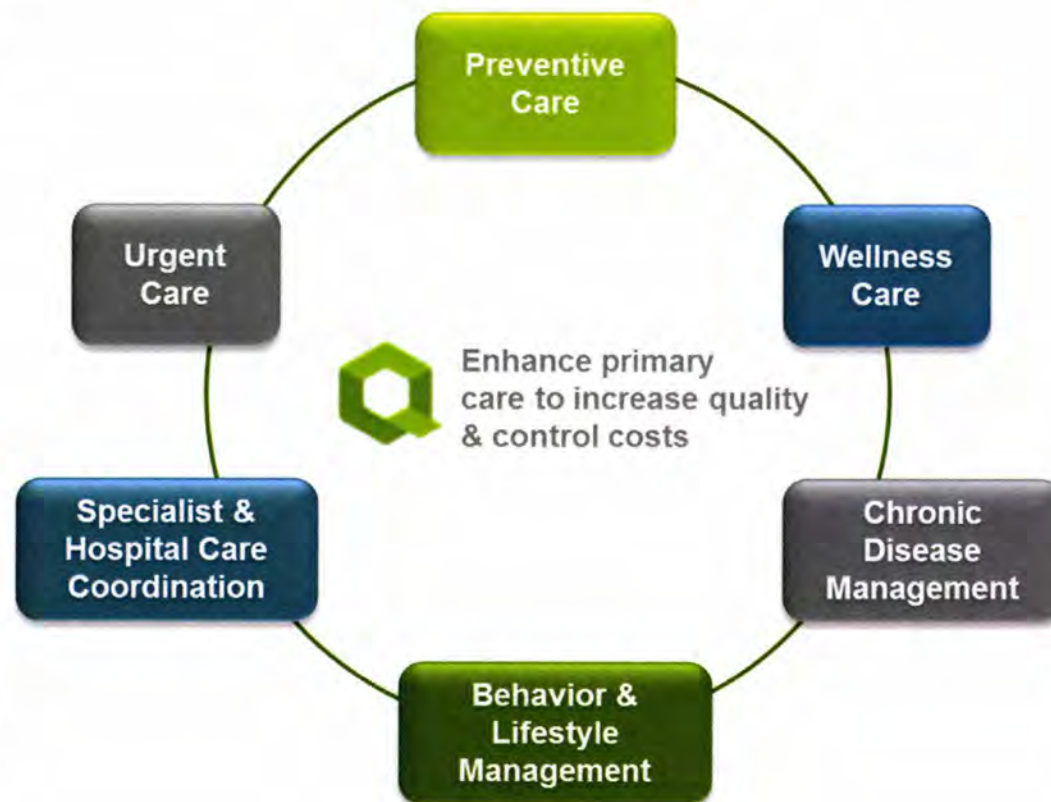 Preventive
Care
Urgent
Care
Wellness
Care
Enhance primary
care to increase quality
& control costs
Specialist &
Hospital Care
Coordination
Chronic
Disease
Management
Behavior &
Lifestyle
Management